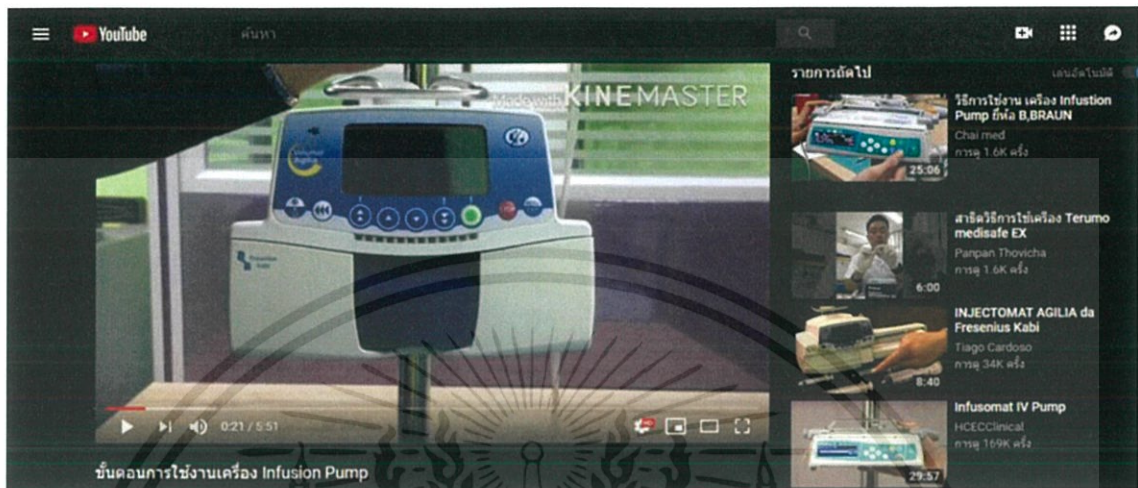 YouTube
ค้นหา
Made with KINEMASTER
Volumat
Agilia
Fresenius
Kabi
0:21 / 5:51
HD
ขั้นตอนการใช้งานเครื่อง Infusion Pump
รายการถัดไป
เล่นอัตโนมัติ
วิธีการใช้งาน เครื่อง Infustion
Pump ยี่ห้อ B,BRAUN
Chai med
การดู 1.6K ครั้ง
25:06
สาธิตวิธีการใช้เครื่อง Terumo
medisafe EX
Panpan Thovicha
การดู 1.6K ครั้ง
6:00
INJECTOMAT AGILIA da
Fresenius Kabi
Tiago Cardoso
การดู 34K ครั้ง
8:40
Infusomat IV Pump
HCECClinical
การดู 169K ครั้ง
29:57